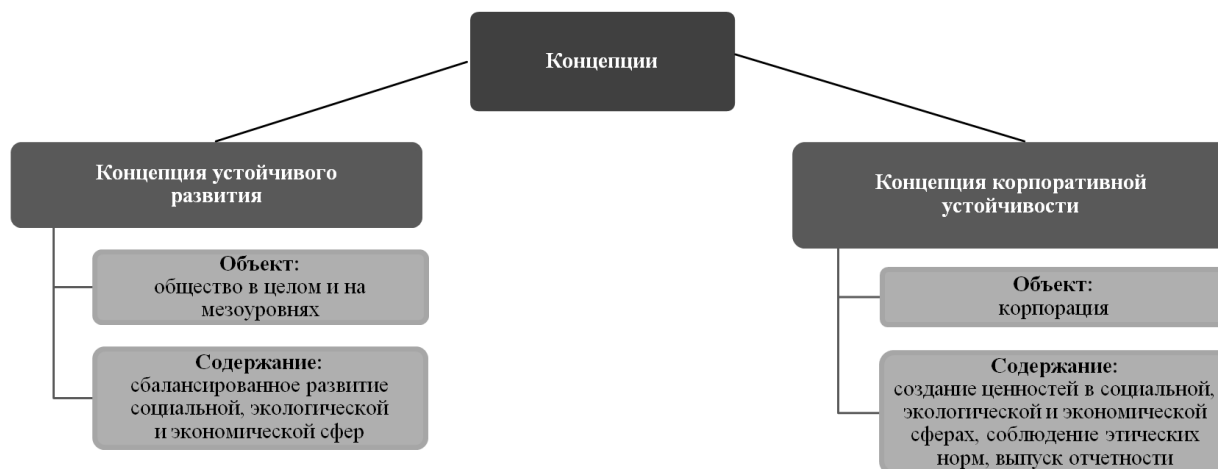 Концепции
Концепция устойчивого
развития
Объект:
общество в целом и на
мезоуровнях
Содержание:
сбалансированное развитие
социальной, экологической
и экономической сфер
Концепция корпоративной
устойчивости
Объект:
корпорация
Содержание:
создание ценностей в социальной,
экологической и экономической
сферах, соблюдение этических
норм, выпуск отчетности